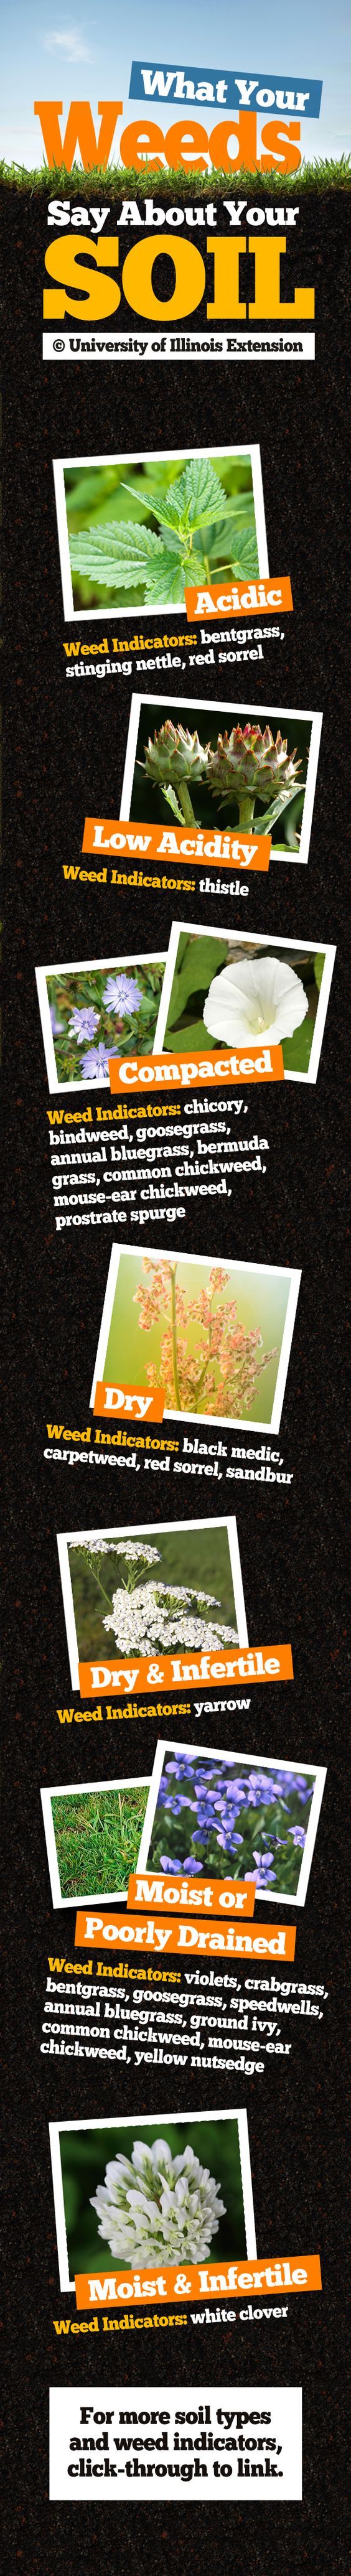 What Your
Weeds
Say About Your
SOIL
© University of Illinois Extension
Acidic
Weed Indicators: bentgrass,
stinging nettle, red sorrel
Low Acidity
Weed Indicators: thistle
Compacted
Weed Indicators: chicory,
bindweed, goosegrass,
annual bluegrass, bermuda
grass, common chickweed,
mouse-ear chickweed,
prostrate spurge
Dry
Weed Indicators: black medic,
carpetweed, red sorrel, sandbur
Dry & Infertile
Weed Indicators: yarrow
Moist or
Poorly Drained
Weed Indicators: violets, crabgrass,
bentgrass, goosegrass, speedwells,
annual bluegrass, ground ivy,
common chickweed, mouse-ear
chickweed, yellow nutsedge
Moist & Infertile
Weed Indicators: white clover
For more soil types
and weed indicators,
click-through to link.